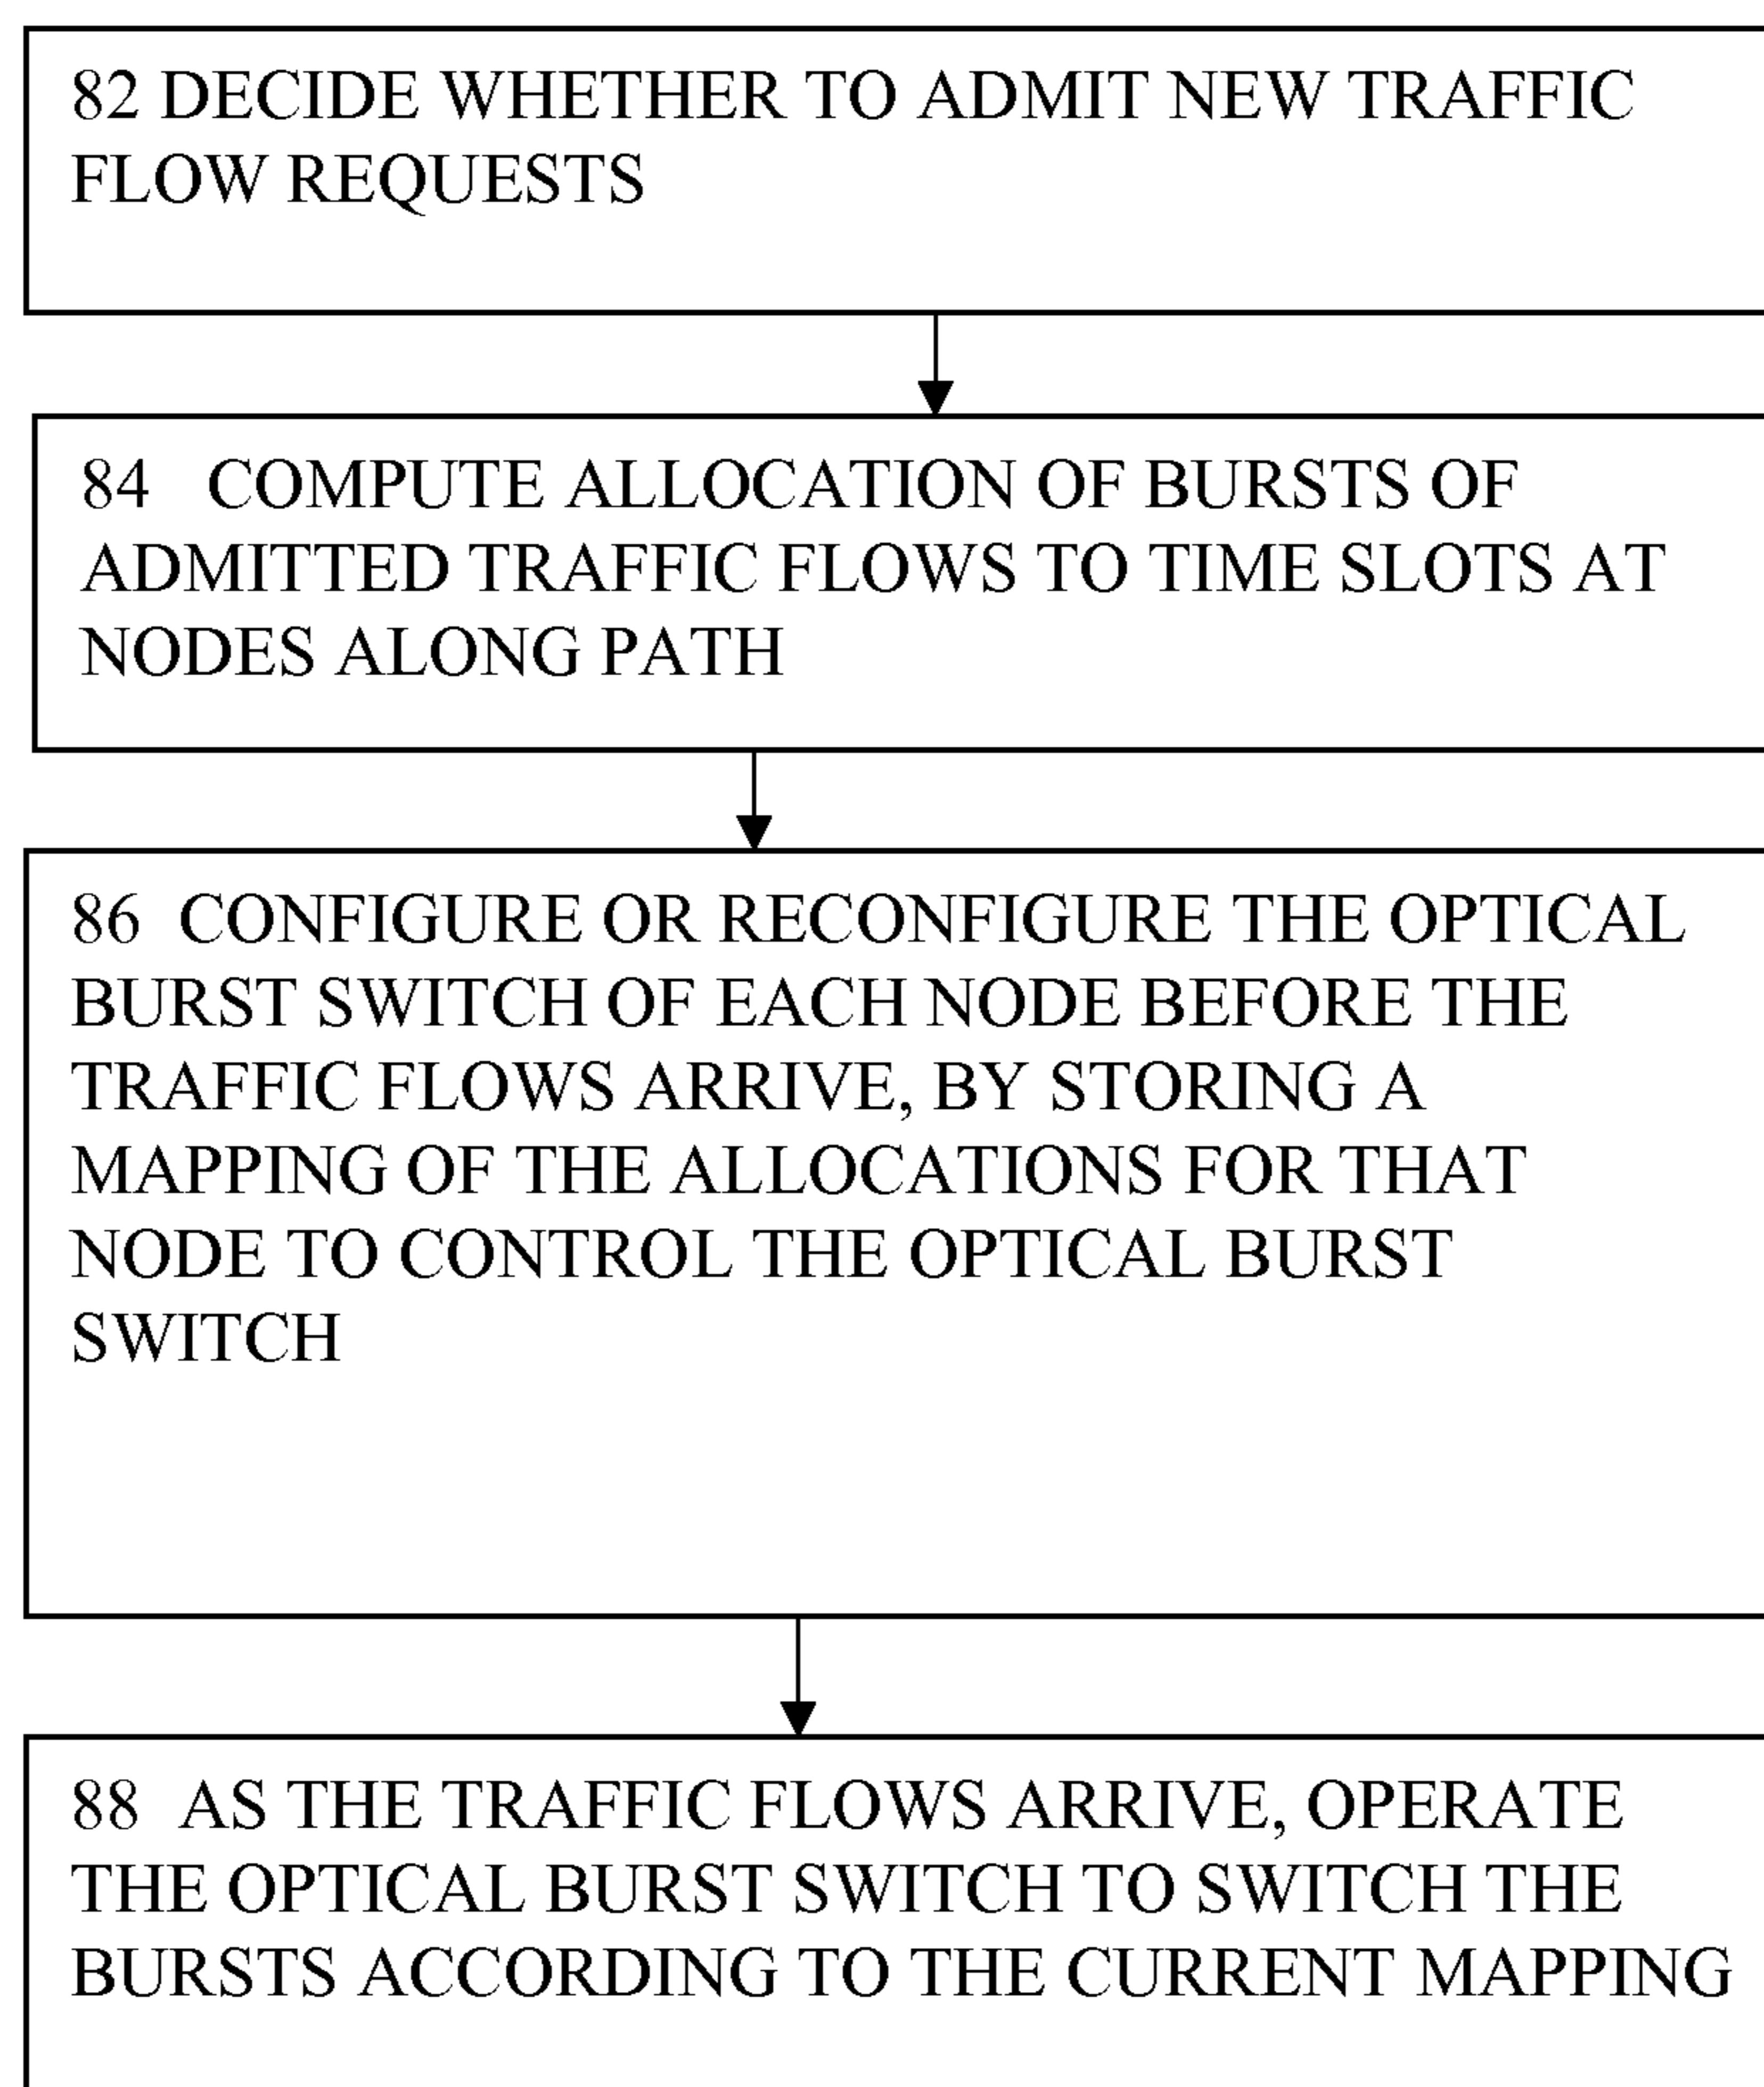 82 DECIDE WHETHER TO ADMIT NEW TRAFFIC
FLOW REQUESTS
84 COMPUTE ALLOCATION OF BURSTS OF
ADMITTED TRAFFIC FLOWS TO TIME SLOTS AT
NODES ALONG PATH
86 CONFIGURE OR RECONFIGURE THE OPTICAL
BURST SWITCH OF EACH NODE BEFORE THE
TRAFFIC FLOWS ARRIVE, BY STORING A
MAPPING OF THE ALLOCATIONS FOR THAT
NODE TO CONTROL THE OPTICAL BURST
SWITCH
88 AS THE TRAFFIC FLOWS ARRIVE, OPERATE
THE OPTICAL BURST SWITCH TO SWITCH THE
BURSTS ACCORDING TO THE CURRENT MAPPING